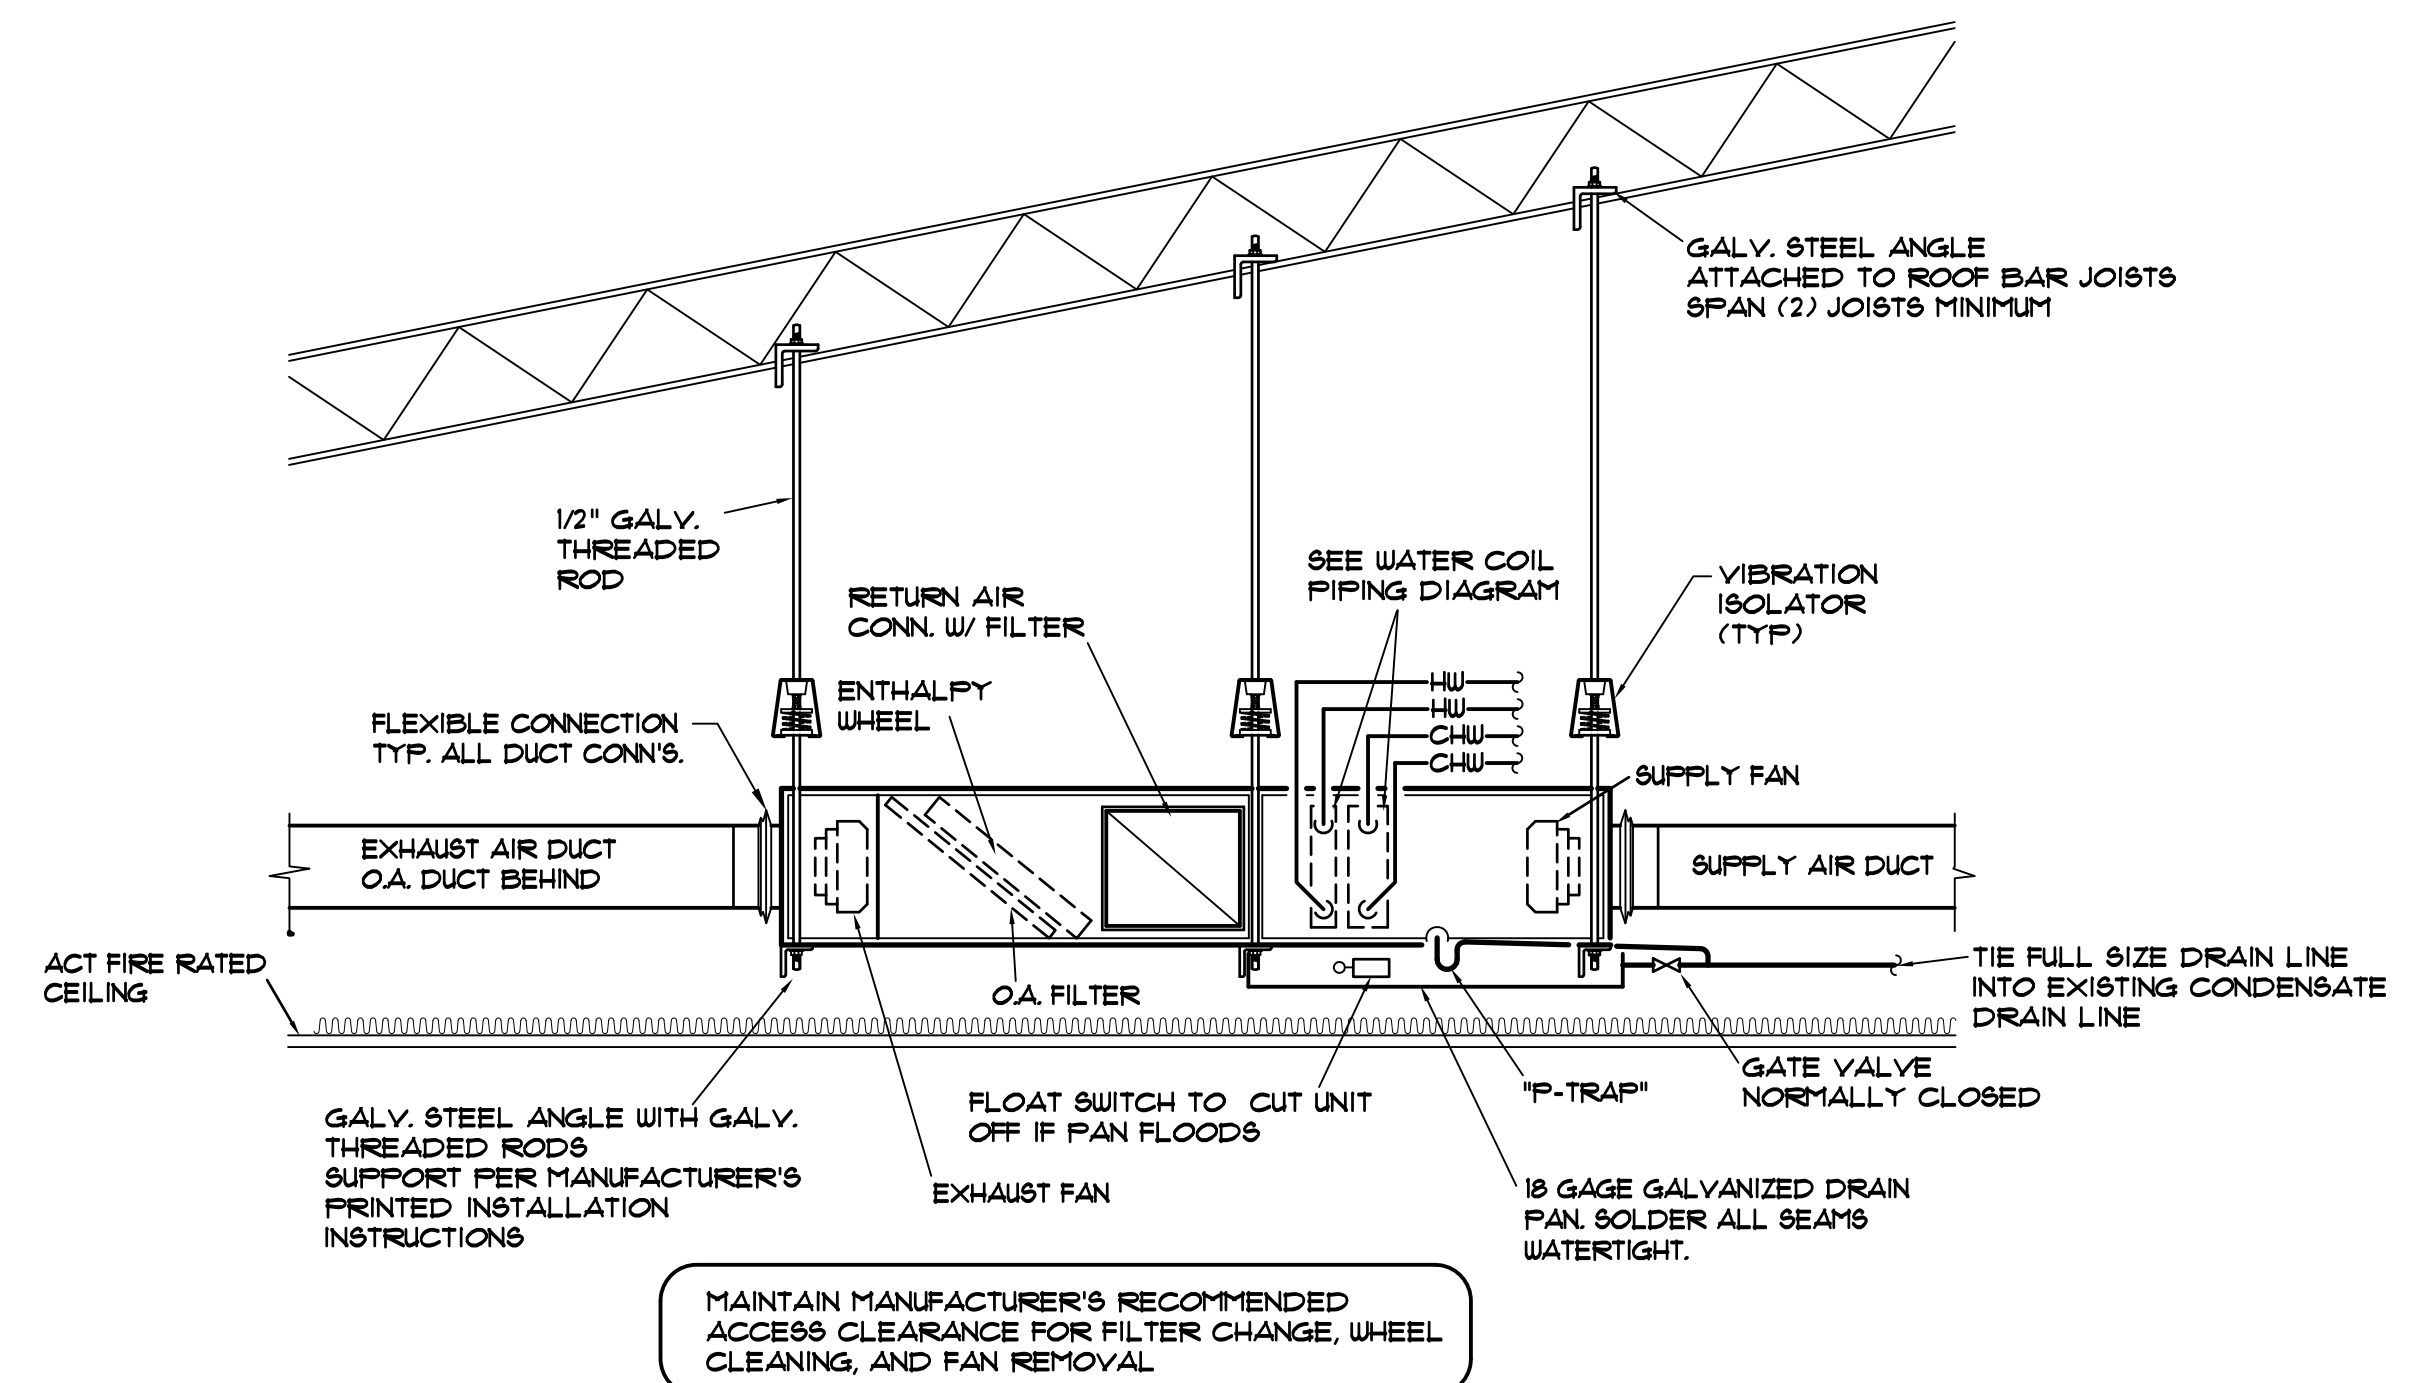 GALV. STEEL ANGLE
ATTACHED TO ROOF BAR JOISTS
SPAN (2) JOISTS MINIMUM
1/2" GALV.
THREADED
ROD
SEE WATER COIL
PIPING DIAGRAM
VIBRATION
ISOLATOR
(TYP)
RETURN AIR
CONN. W/ FILTER
ENTHALPY
WHEEL
HW
HW
CHW
CHW
FLEXIBLE CONNECTION
TYP. ALL DUCT CONN'S.
SUPPLY FAN
EXHAUST AIR DUCT
O.A. DUCT BEHIND
SUPPLY AIR DUCT
ACT FIRE RATED
CEILING
O.A. FILTER
TIE FULL SIZE DRAIN LINE
INTO EXISTING CONDENSATE
DRAIN LINE
GATE VALVE
NORMALLY CLOSED
"P-TRAP"
FLOAT SWITCH TO CUT UNIT
OFF IF PAN FLOODS
GALV. STEEL ANGLE WITH GALV.
THREADED RODS
SUPPORT PER MANUFACTURER'S
PRINTED INSTALLATION
INSTRUCTIONS
EXHAUST FAN
18 GAGE GALVANIZED DRAIN
PAN. SOLDER ALL SEAMS
WATERTIGHT.
MAINTAIN MANUFACTURER'S RECOMMENDED
ACCESS CLEARANCE FOR FILTER CHANGE, WHEEL
CLEANING, AND FAN REMOVAL